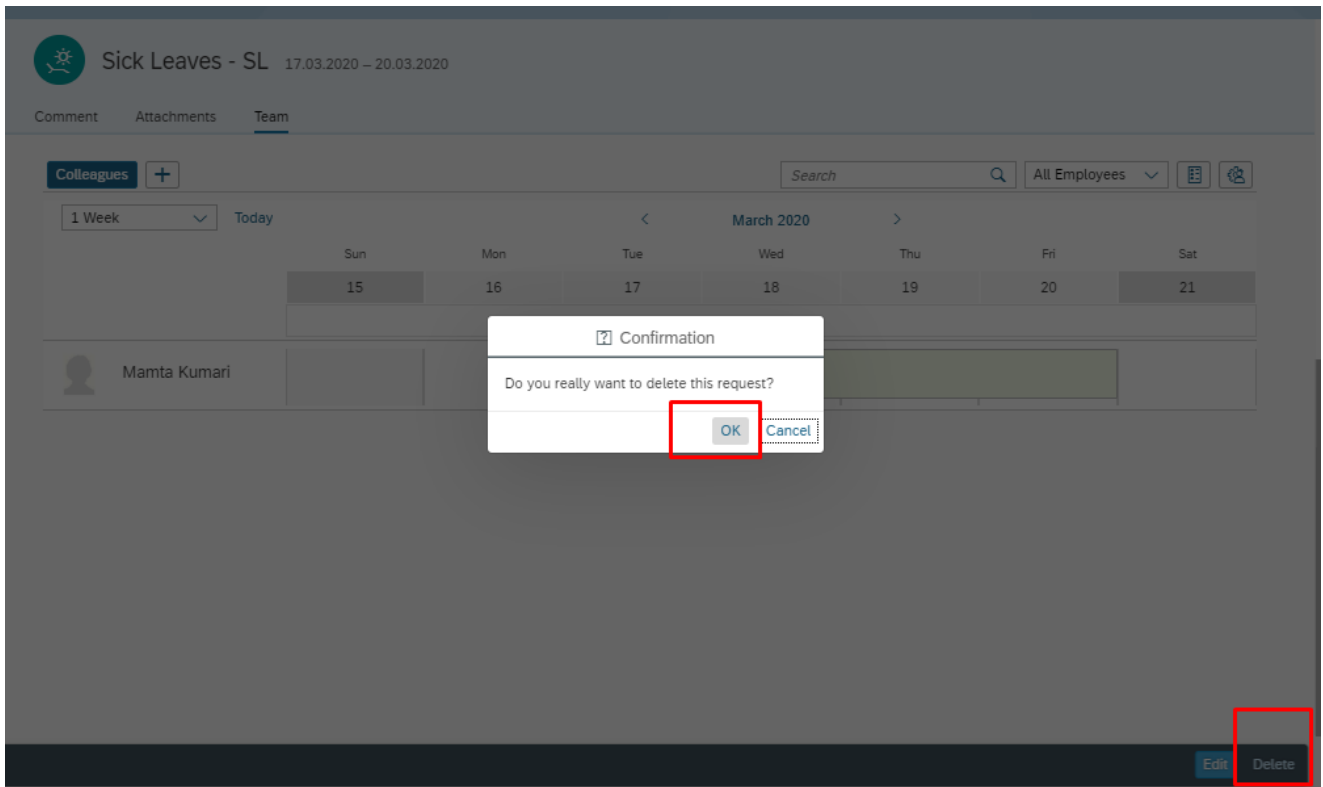 Sick Leaves - SL 17.03.2020 – 20.03.2020
Comment Attachments Team
Colleagues Search All Employees
1 Week Today March 2020
Sun Mon Tue Wed Thu Fri Sat
15 16 17 18 19 20 21
? Confirmation
Mamta Kumari
Do you really want to delete this request?
OK Cancel
Edit Delete